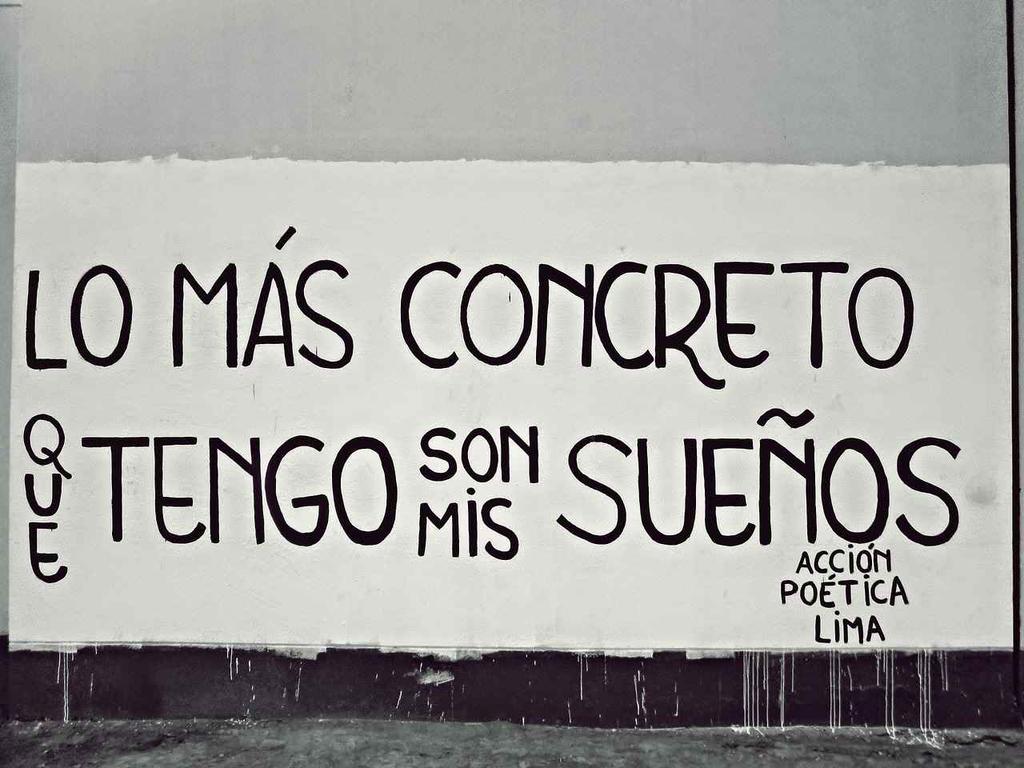 LO MÁS CONCRETO
QUE TENGO SON MIS SUEÑOS
ACCIÓN
POÉTICA
LIMA